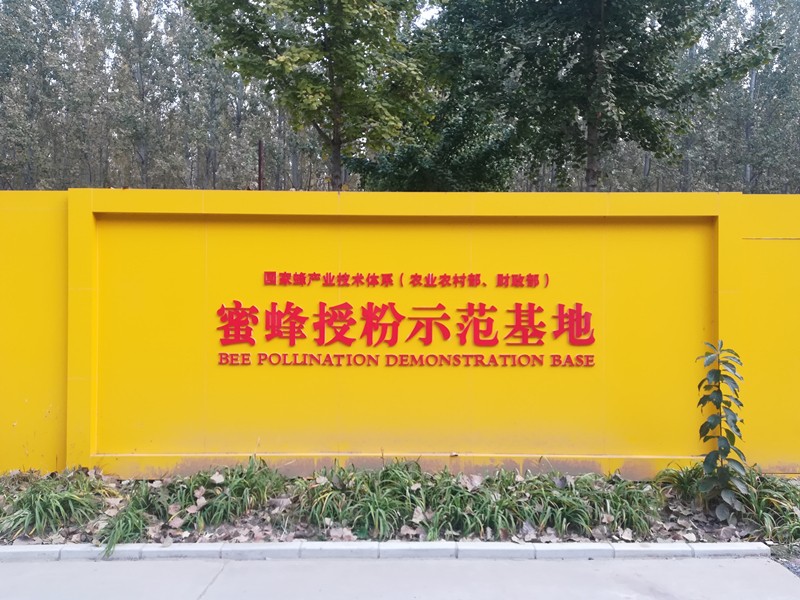 国家蜂产业技术体系（农业农村部、财政部）
蜜蜂授粉示范基地
BEE POLLINATION DEMONSTRATION BASE